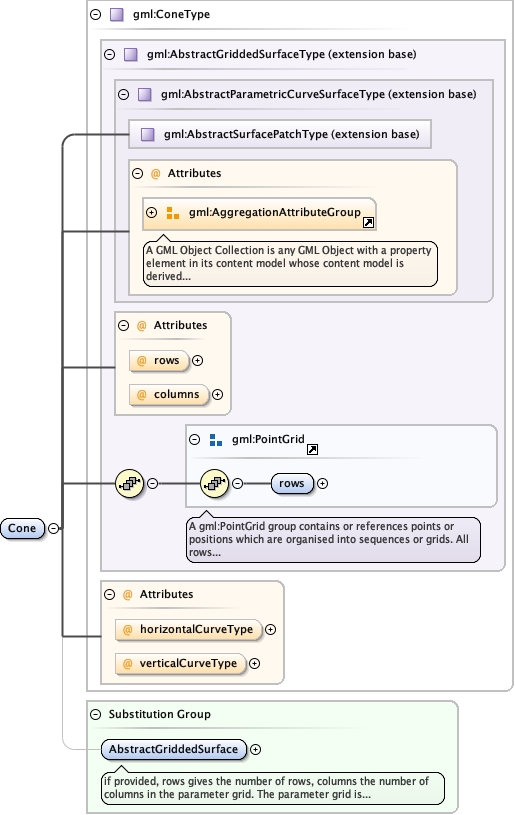 gml:ConeType
gml:AbstractGriddedSurfaceType (extension base)
gml:AbstractParametricCurveSurfaceType (extension base)
gml:AbstractSurfacePatchType (extension base)
@ Attributes
gml:AggregationAttributeGroup
A GML Object Collection is any GML Object with a property
element in its content model whose content model is
derived...
@ Attributes
@ rows
@ columns
gml:PointGrid
rows
A gml:PointGrid group contains or references points or
positions which are organised into sequences or grids. All
rows...
Cone
@ Attributes
@ horizontalCurveType
@ verticalCurveType
Substitution Group
AbstractGriddedSurface
if provided, rows gives the number of rows, columns the number of
columns in the parameter grid. The parameter grid is...